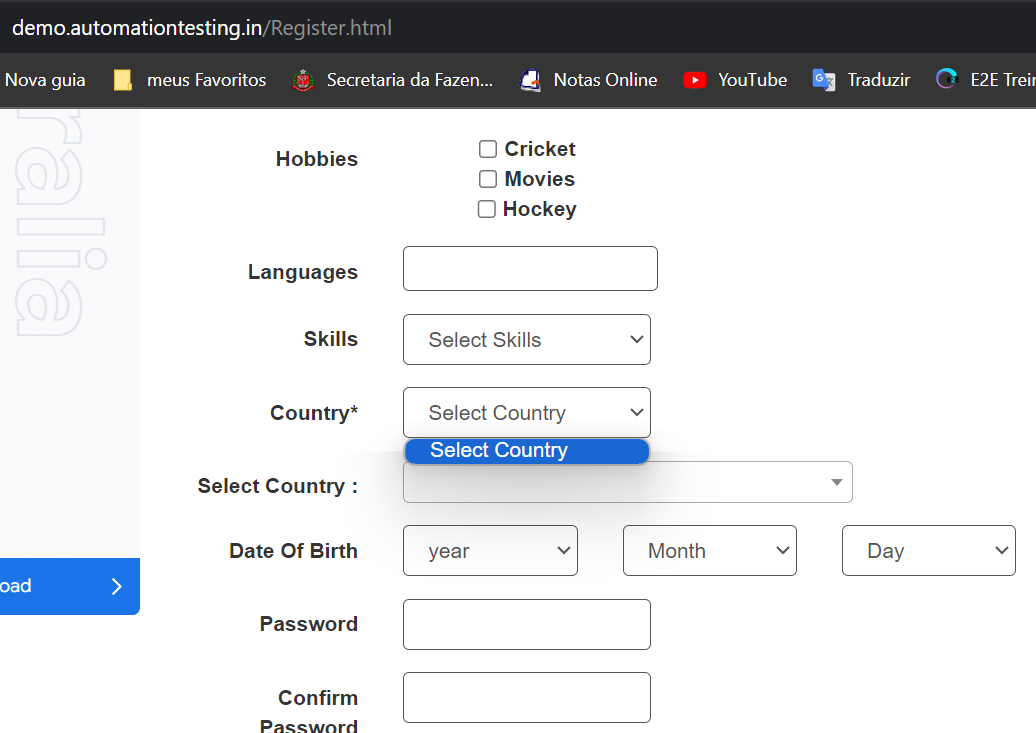 demo.automationtesting.in/Register.html
Nova guia meus Favoritos Secretaria da Fazen... Notas Online YouTube Traduzir E2E Trei
ralia
Hobbies
Cricket
Movies
Hockey
Languages
Skills Select Skills
Country* Select Country
Select Country
Select Country :
Date Of Birth year Month Day
oad
Password
Confirm
Password